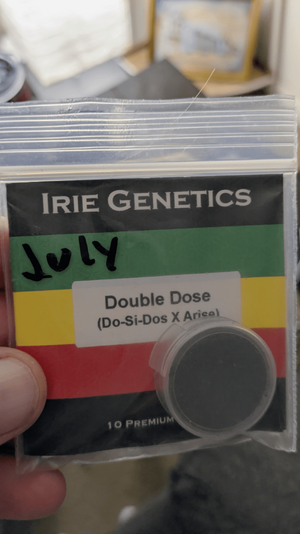 IRIE GENETICS
July
Double Dose
(Do-Si-Dos X Arise)
10 PREMIUM